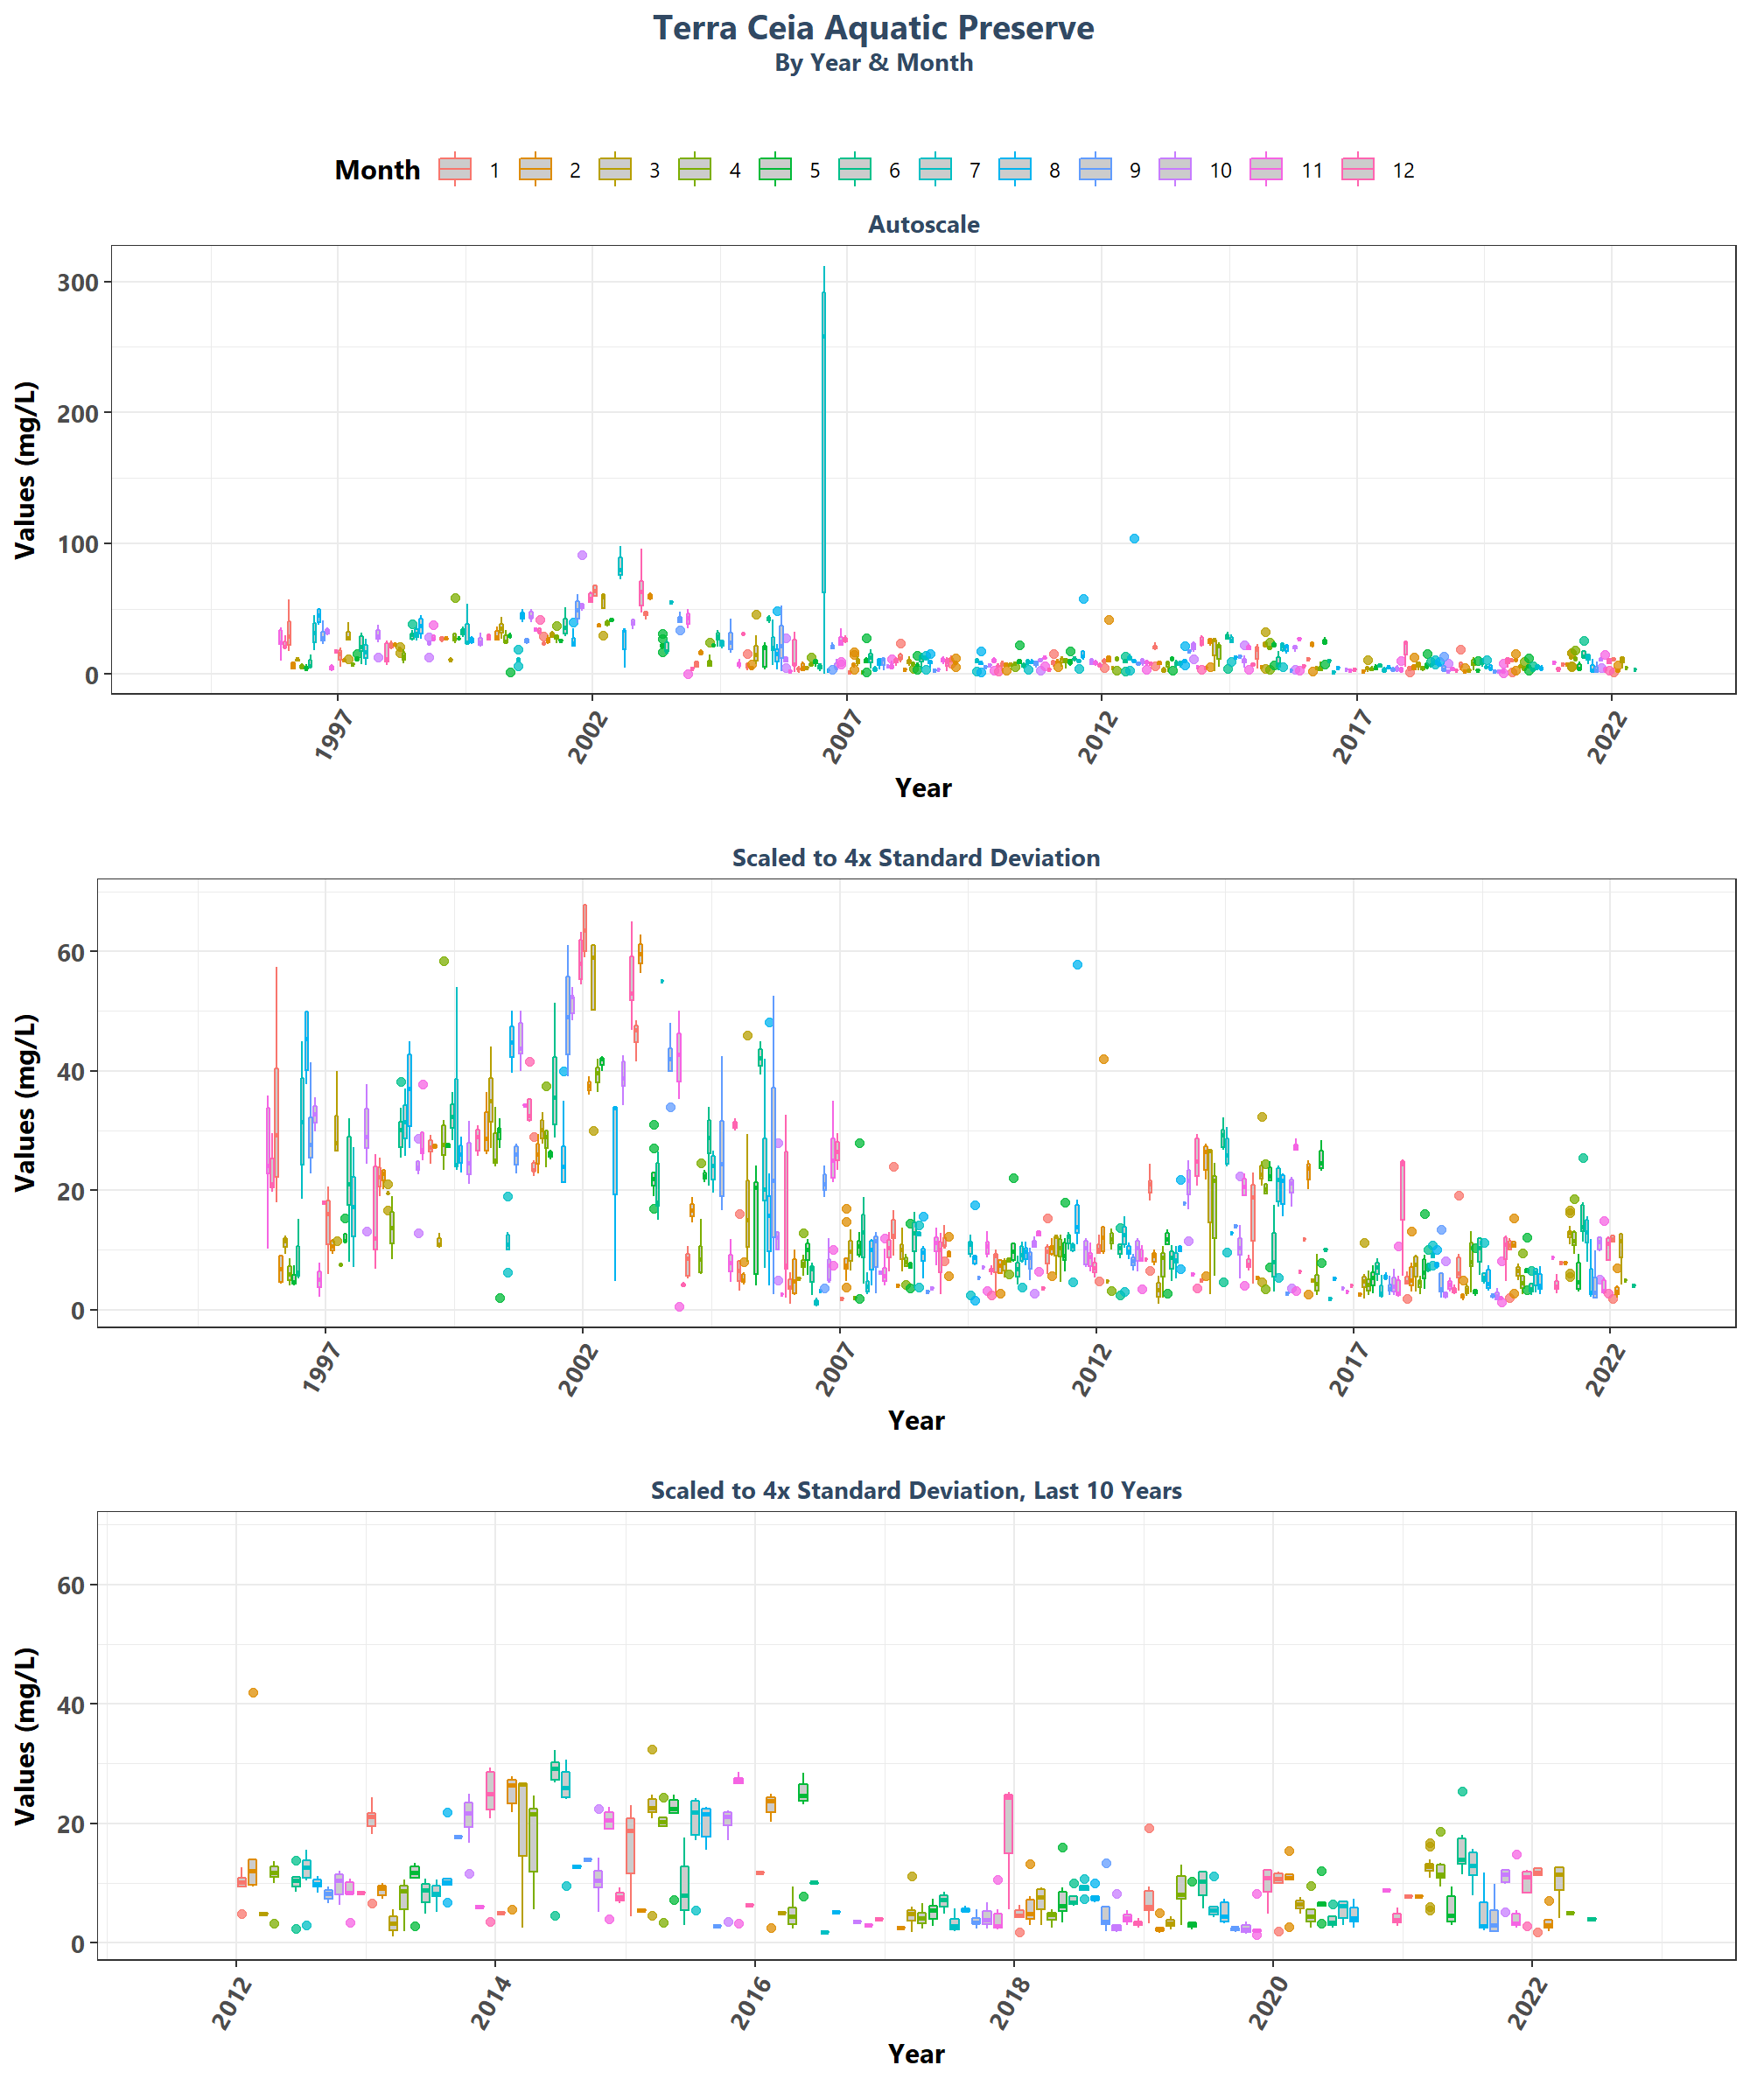 Terra Ceia Aquatic Preserve
By Year & Month
Month 1 2 3 4 5 6 7 8 9 10 11 12
Autoscale
Values (mg/L)
300
200
100
0
1997 2002 2007 2012 2017 2022
Year
Scaled to 4x Standard Deviation
Values (mg/L)
60
40
20
0
1997 2002 2007 2012 2017 2022
Year
Scaled to 4x Standard Deviation, Last 10 Years
Values (mg/L)
60
40
20
0
2012 2014 2016 2018 2020 2022
Year